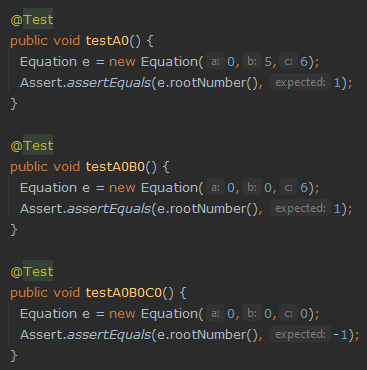 @Test
public void testA0() {
Equation e = new Equation( a: 0, b: 5, c: 6);
Assert.assertEquals(e.rootNumber(), expected: 1);
}
@Test
public void testA0B0() {
Equation e = new Equation( a: 0, b: 0, c: 6);
Assert.assertEquals(e.rootNumber(), expected: 1);
}
@Test
public void testA0B0C0() {
Equation e = new Equation( a: 0, b: 0, c: 0);
Assert.assertEquals(e.rootNumber(), expected: -1);
}